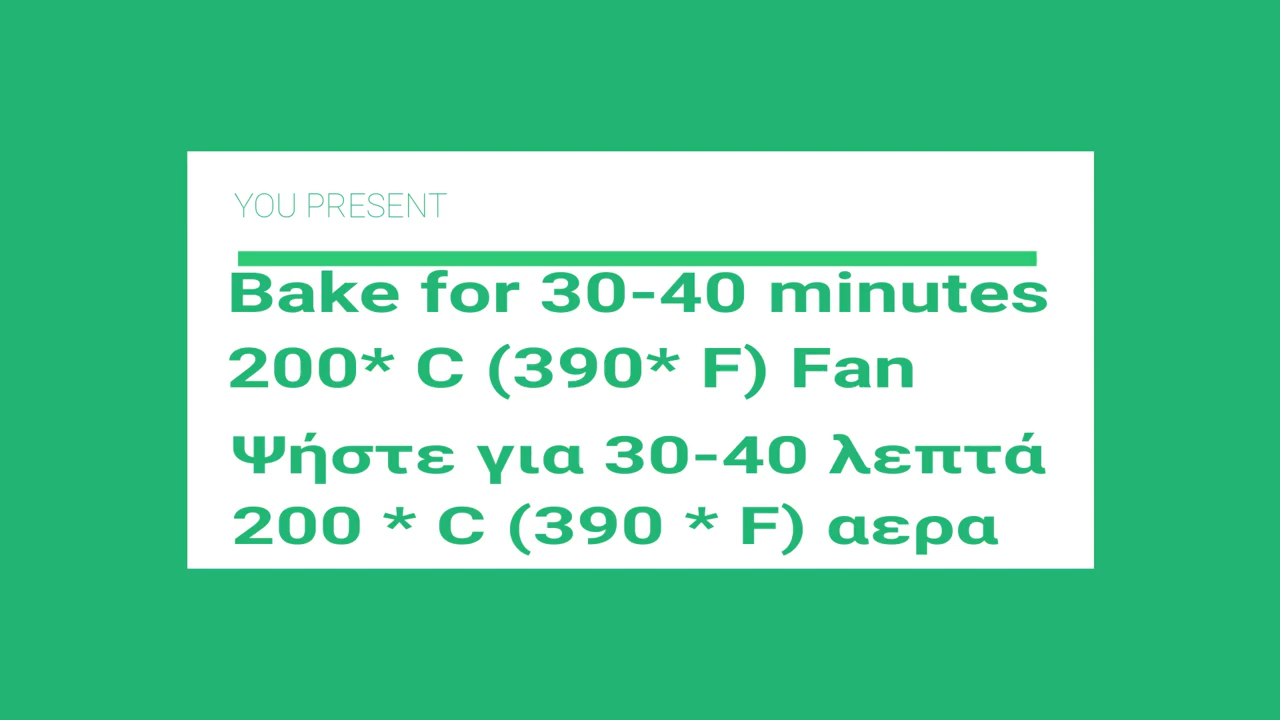 YOU PRESENT
Bake for 30-40 minutes
200* C (390* F) Fan
Ψήστε για 30-40 λεπτά
200 * C (390 * F) αερα